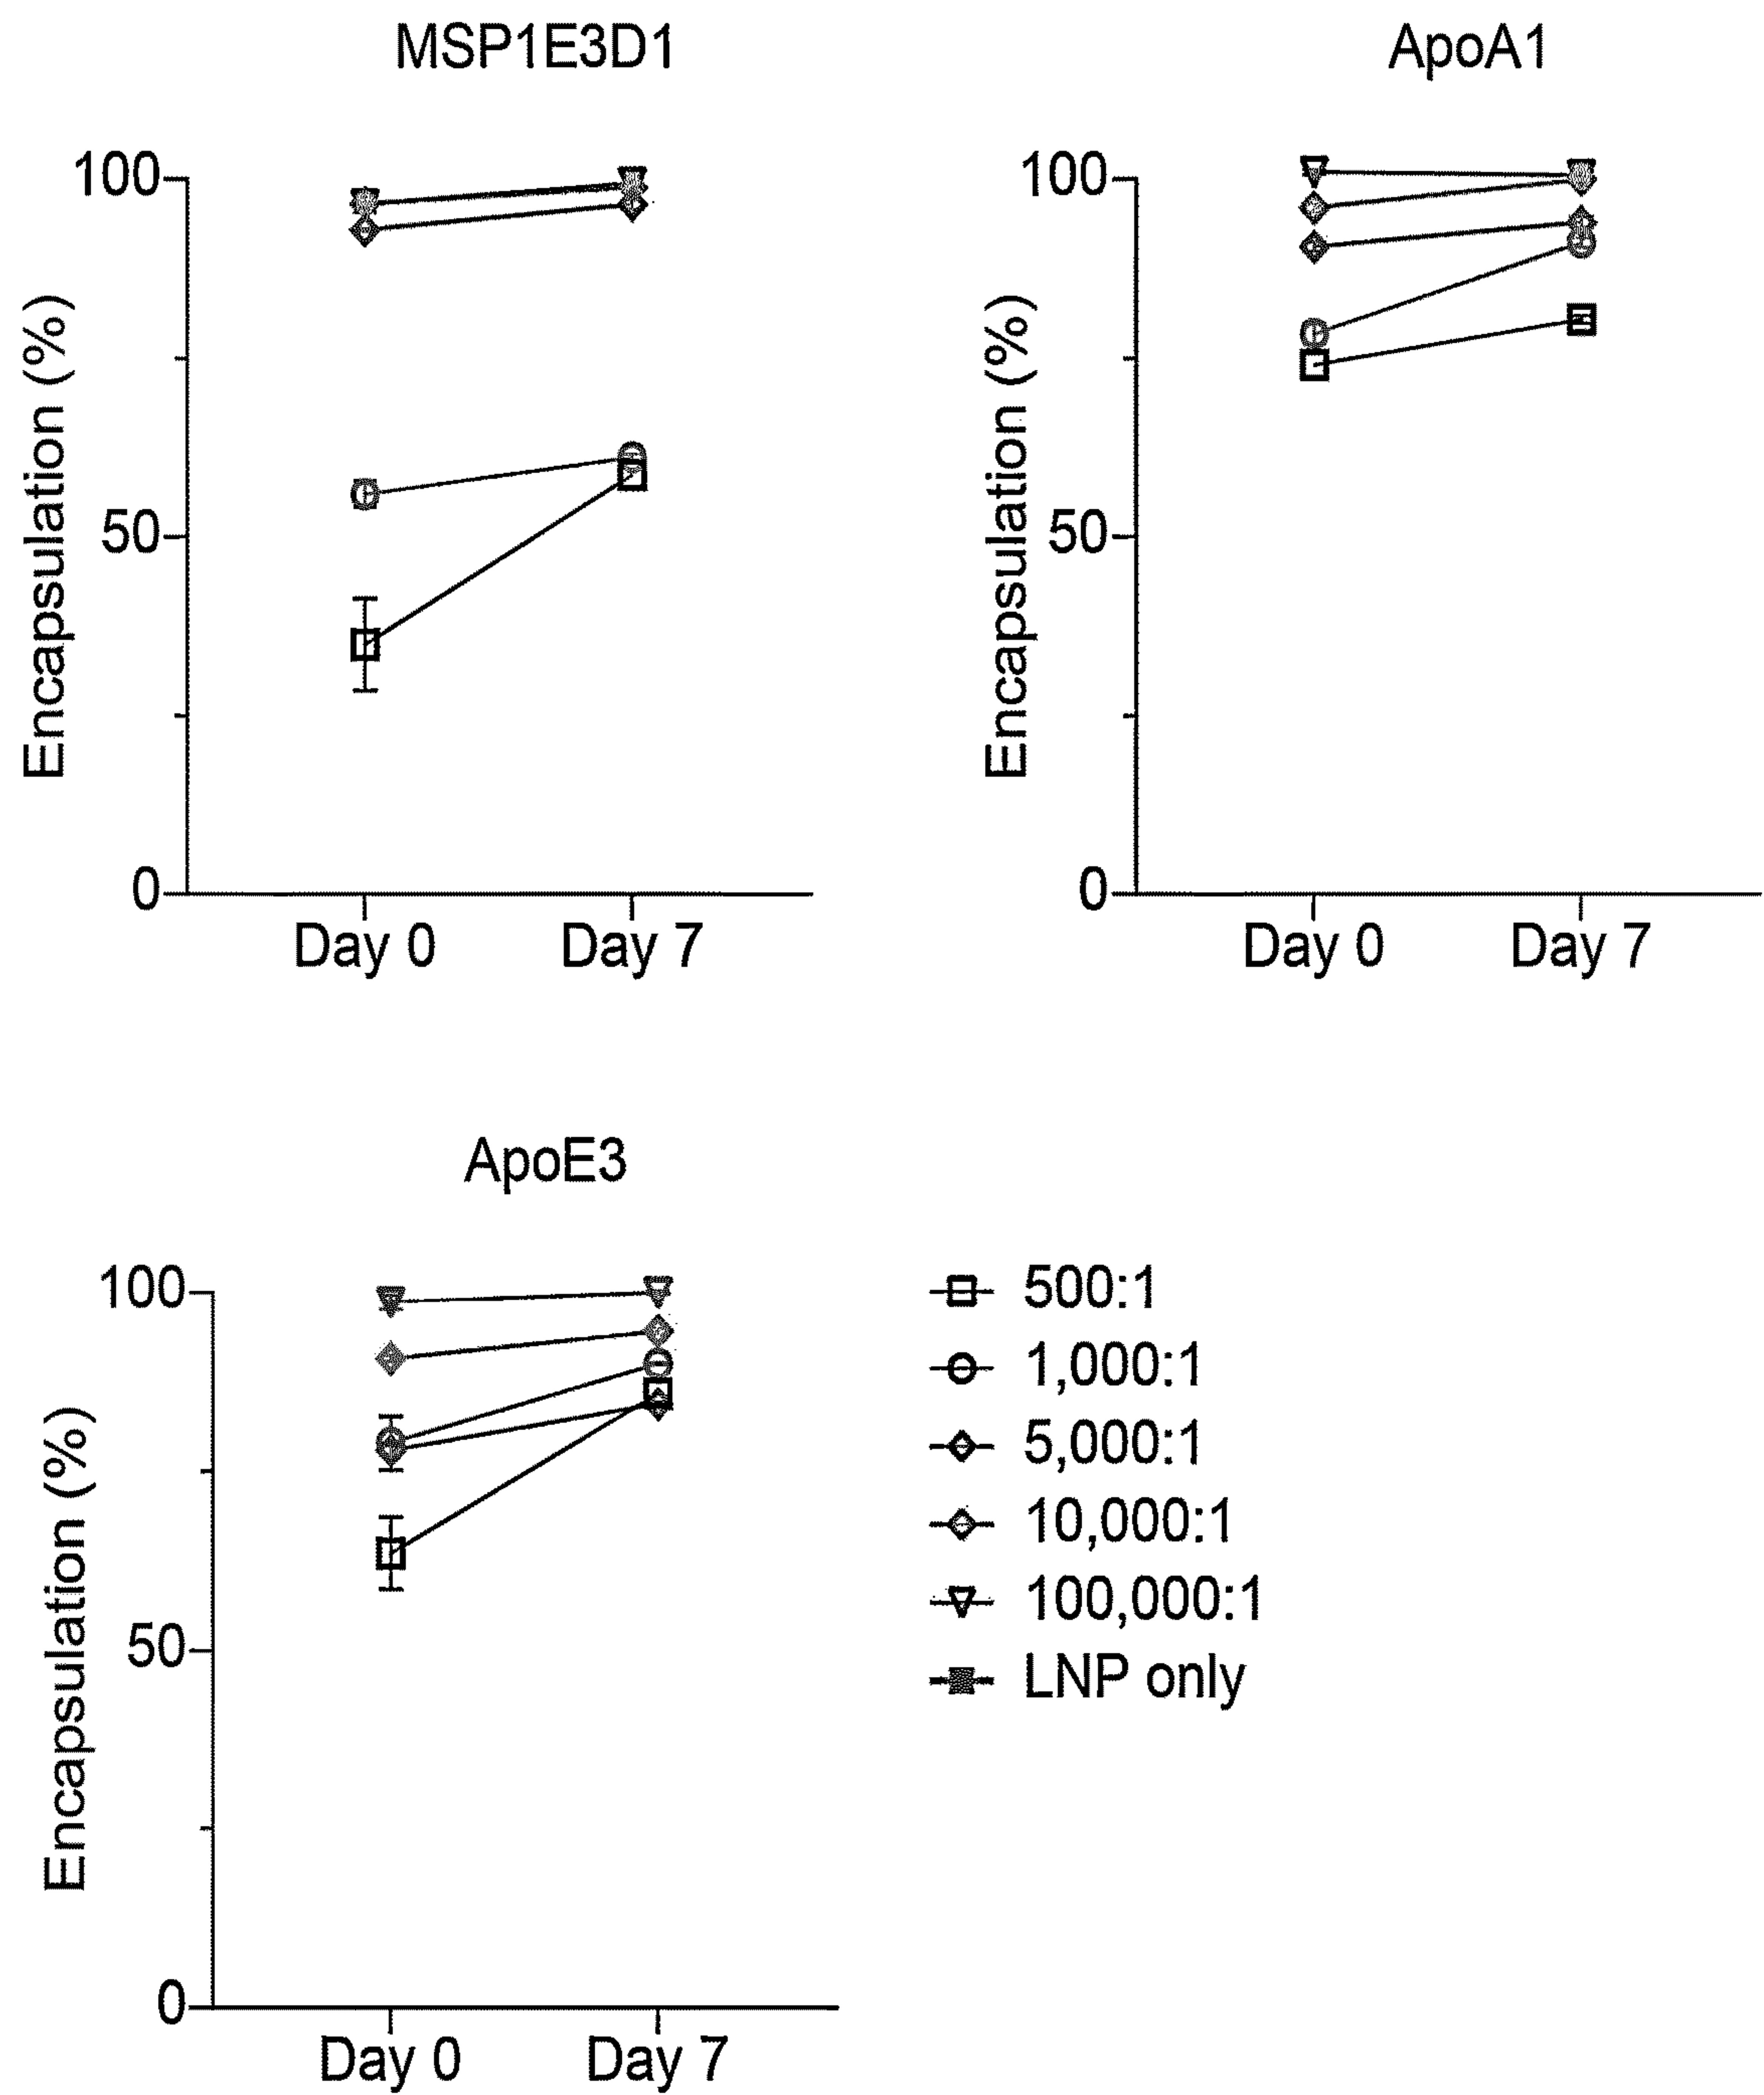 MSP1E3D1
100
50
0
Encapsulation (%)
Day 0 Day 7
ApoA1
100
50
0
Encapsulation (%)
Day 0 Day 7
ApoE3
100
50
0
Encapsulation (%)
Day 0 Day 7
500:1
1,000:1
5,000:1
10,000:1
100,000:1
LNP only